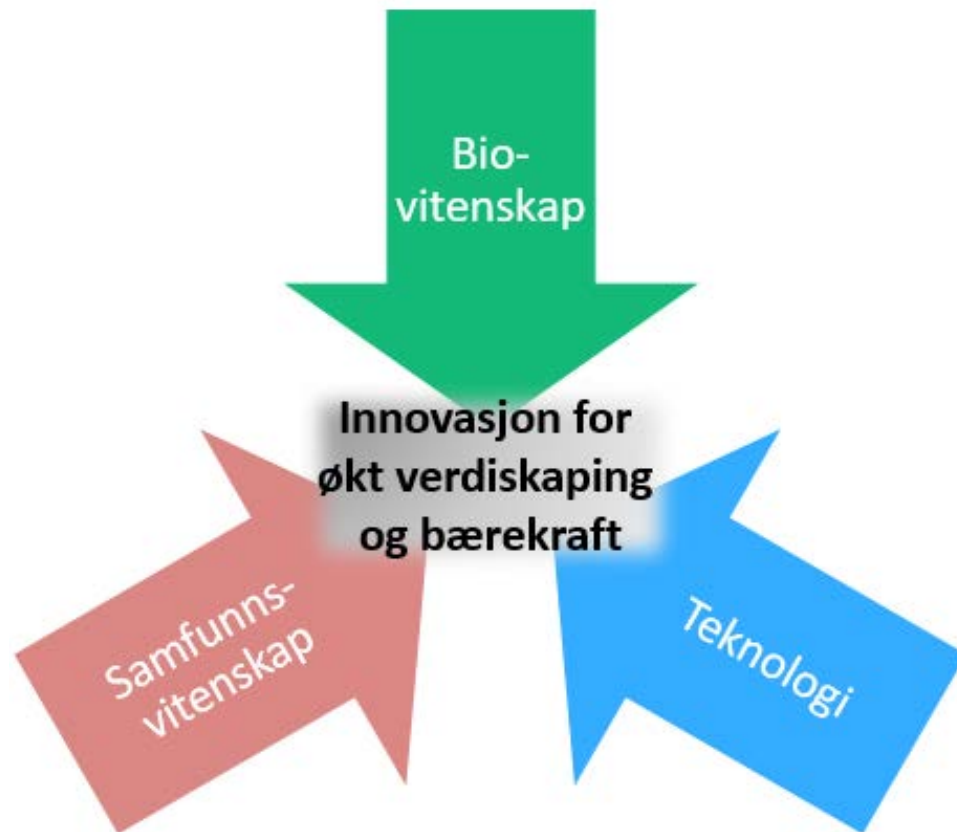 Bio-
vitenskap
Innovasjon for
økt verdiskaping
og bærekraft
Samfunns-
vitenskap
Teknologi